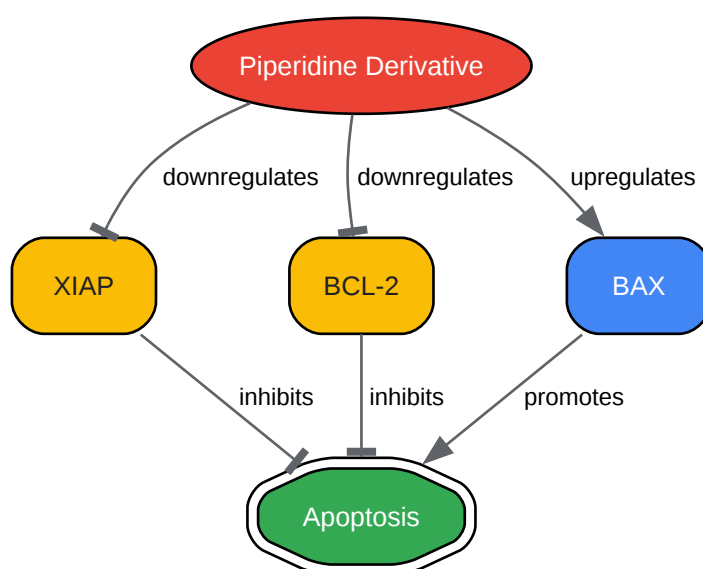 Piperidine Derivative
downregulates
downregulates
upregulates
XIAP
BCL-2
BAX
inhibits
inhibits
promotes
Apoptosis